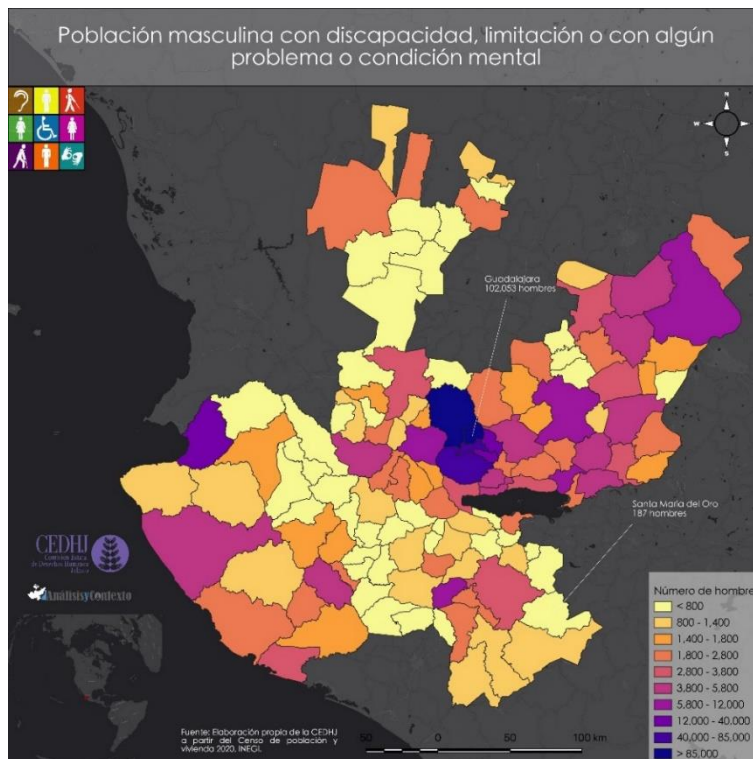 Población masculina con discapacidad, limitación o con algún
problema o condición mental
N
W
E
S
Guadalajara
102,053 hombres
Santa María del Oro
187 hombres
CEDHJ
Comisión Estatal
de Derechos Humanos
Jalisco
AnálisisyContexto
Número de hombre
< 800
800 - 1,400
1,400 - 1,800
1,800 - 2,800
2,800 - 3,800
3,800 - 5,800
5,800 - 12,000
12,000 - 40,000
40,000 - 85,000
> 85,000
Fuente: Elaboración propia de la CEDHJ
a partir del Censo de población y
vivienda 2020, INEGI.
50
0
50
100 km